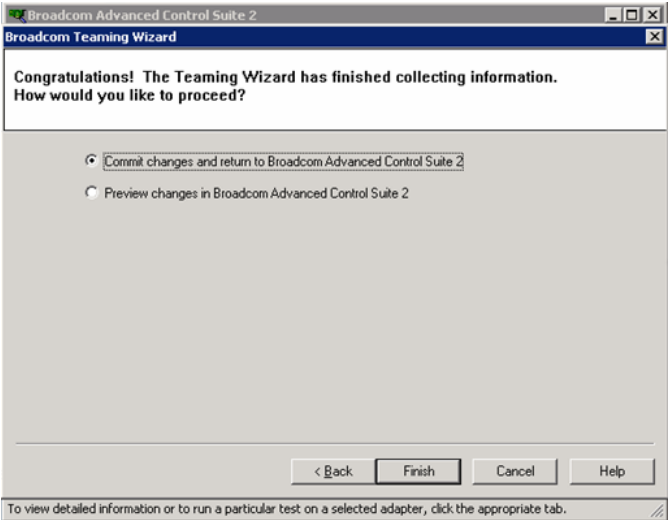 Broadcom Advanced Control Suite 2
Broadcom Teaming Wizard
Congratulations! The Teaming Wizard has finished collecting information.
How would you like to proceed?
Commit changes and return to Broadcom Advanced Control Suite 2
Preview changes in Broadcom Advanced Control Suite 2
< Back Finish Cancel Help
To view detailed information or to run a particular test on a selected adapter, click the appropriate tab.